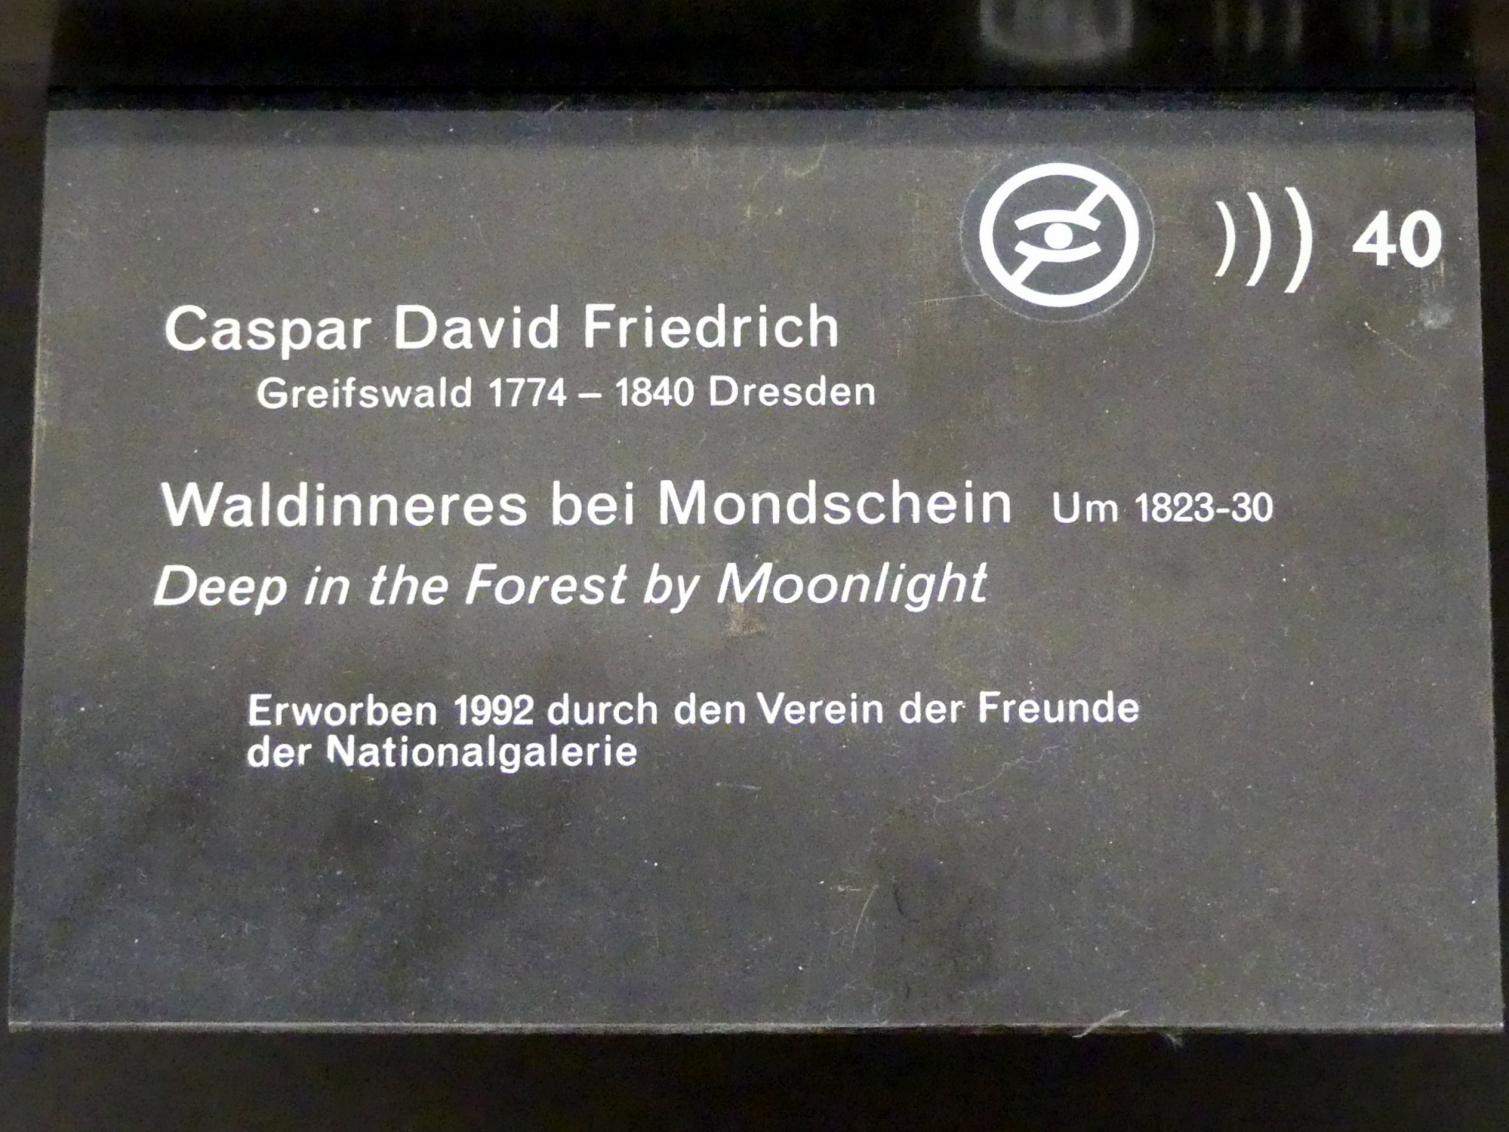 ))) 40
Caspar David Friedrich
Greifswald 1774 – 1840 Dresden
Waldinneres bei Mondschein Um 1823-30
Deep in the Forest by Moonlight
Erworben 1992 durch den Verein der Freunde
der Nationalgalerie